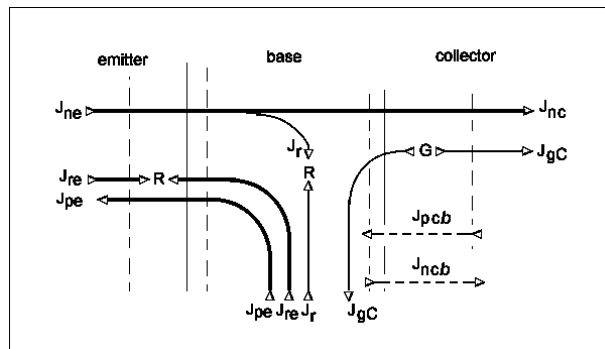 emitter base collector
Jne Jnc
Jr
G JgC
Jre R R
Jpe
Jpcb
Jncb
Jpe Jre Jr JgC